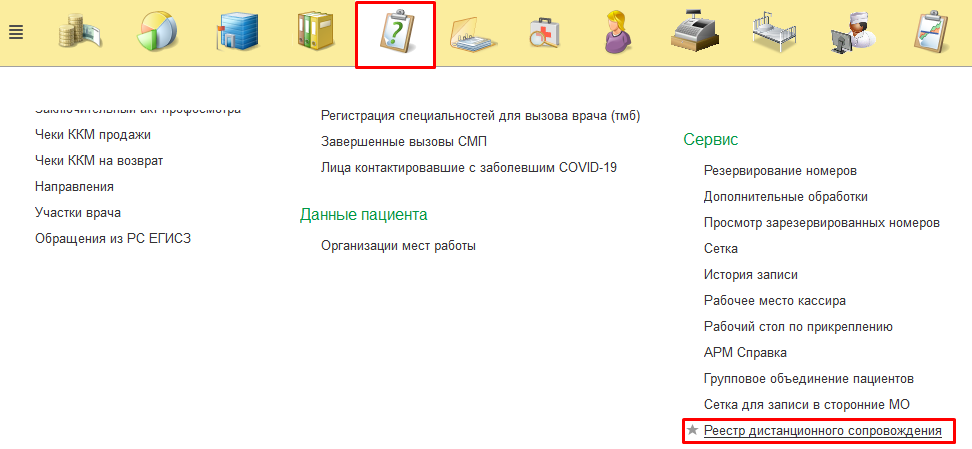 Заключительный акт профосмотра
Чеки ККМ продажи
Чеки ККМ на возврат
Направления
Участки врача
Обращения из РС ЕГИСЗ
Регистрация специальностей для вызова врача (тмб)
Завершенные вызовы СМП
Лица контактировавшие с заболевшим COVID-19
Данные пациента
Организации мест работы
Сервис
Резервирование номеров
Дополнительные обработки
Просмотр зарезервированных номеров
Сетка
История записи
Рабочее место кассира
Рабочий стол по прикреплению
АРМ Справка
Групповое объединение пациентов
Сетка для записи в сторонние МО
Реестр дистанционного сопровождения